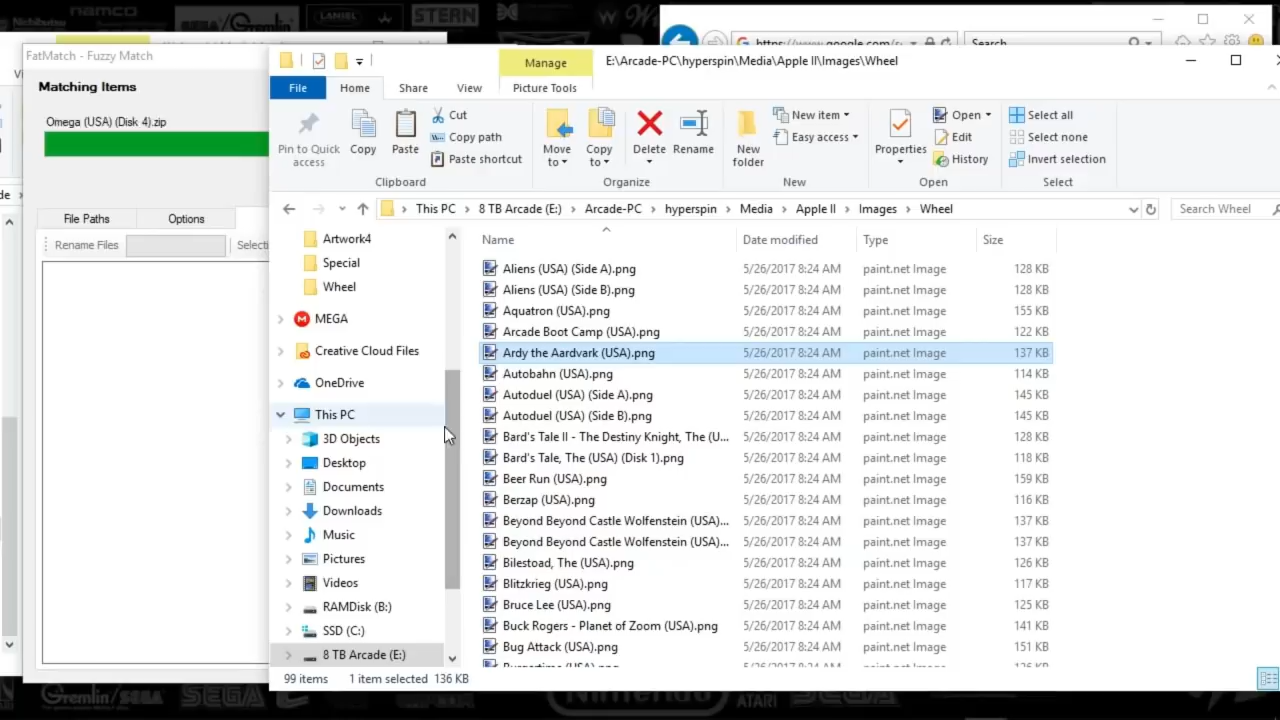 Nichibutsu
namco
SEGA/Gremlin
LANIEL
STERN
https://www.google.com/
Search
FatMatch - Fuzzy Match
Matching Items
Omega (USA) (Disk 4).zip
File Paths
Options
Rename Files
Manage
E:\Arcade-PC\hyperspin\Media\Apple II\Images\Wheel
File
Home
Share
View
Picture Tools
Pin to Quick access
Copy
Paste
Cut
Copy path
Paste shortcut
Clipboard
Move to
Copy to
Delete
Rename
Organize
New folder
New item
Easy access
New
Properties
Open
Edit
History
Open
Select all
Select none
Invert selection
Select
This PC > 8 TB Arcade (E:) > Arcade-PC > hyperspin > Media > Apple II > Images > Wheel
Search Wheel
Artwork4
Special
Wheel
MEGA
Creative Cloud Files
OneDrive
This PC
3D Objects
Desktop
Documents
Downloads
Music
Pictures
Videos
RAMDisk (B:)
SSD (C:)
8 TB Arcade (E:)
Name Date modified Type Size
Aliens (USA) (Side A).png 5/26/2017 8:24 AM paint.net Image 128 KB
Aliens (USA) (Side B).png 5/26/2017 8:24 AM paint.net Image 128 KB
Aquatron (USA).png 5/26/2017 8:24 AM paint.net Image 155 KB
Arcade Boot Camp (USA).png 5/26/2017 8:24 AM paint.net Image 122 KB
Ardy the Aardvark (USA).png 5/26/2017 8:24 AM paint.net Image 137 KB
Autobahn (USA).png 5/26/2017 8:24 AM paint.net Image 114 KB
Autoduel (USA) (Side A).png 5/26/2017 8:24 AM paint.net Image 145 KB
Autoduel (USA) (Side B).png 5/26/2017 8:24 AM paint.net Image 145 KB
Bard's Tale II - The Destiny Knight, The (U... 5/26/2017 8:24 AM paint.net Image 128 KB
Bard's Tale, The (USA) (Disk 1).png 5/26/2017 8:24 AM paint.net Image 118 KB
Beer Run (USA).png 5/26/2017 8:24 AM paint.net Image 159 KB
Berzap (USA).png 5/26/2017 8:24 AM paint.net Image 116 KB
Beyond Beyond Castle Wolfenstein (USA)... 5/26/2017 8:24 AM paint.net Image 137 KB
Beyond Beyond Castle Wolfenstein (USA)... 5/26/2017 8:24 AM paint.net Image 137 KB
Bilestoad, The (USA).png 5/26/2017 8:24 AM paint.net Image 126 KB
Blitzkrieg (USA).png 5/26/2017 8:24 AM paint.net Image 117 KB
Bruce Lee (USA).png 5/26/2017 8:24 AM paint.net Image 125 KB
Buck Rogers - Planet of Zoom (USA).png 5/26/2017 8:24 AM paint.net Image 141 KB
Bug Attack (USA).png 5/26/2017 8:24 AM paint.net Image 151 KB
99 items 1 item selected 136 KB
Gremlin/SEGA
SEGA
Nintendo
ATARI
SEGA/Gremlin